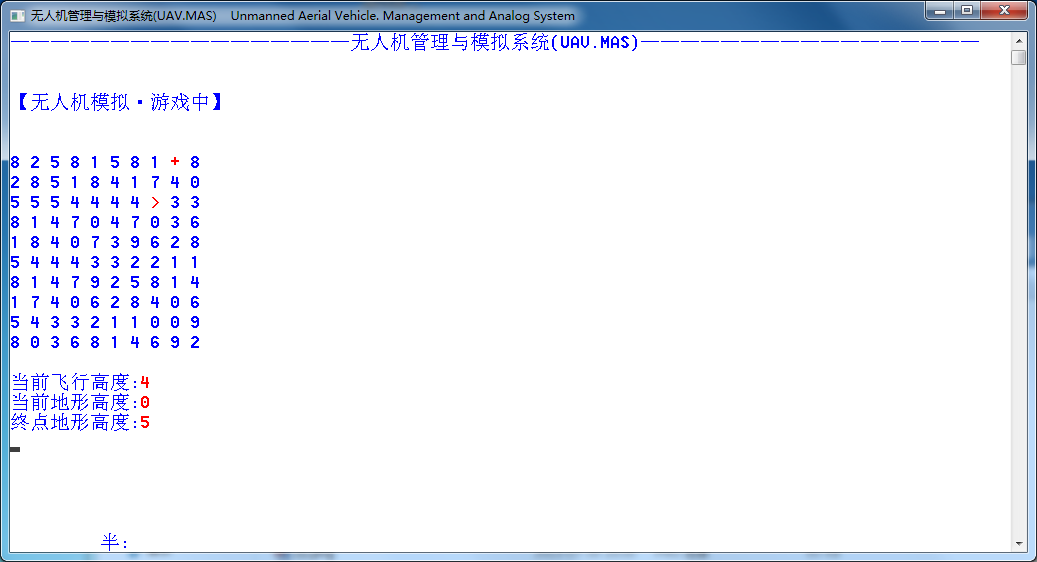 无人机管理与模拟系统(UAV.MAS) Unmanned Aerial Vehicle. Management and Analog System
—————————————————无人机管理与模拟系统(UAV.MAS)—————————————————
【无人机模拟·游戏中】
8 2 5 8 1 5 8 1 + 8
2 8 5 1 8 4 1 7 4 0
5 5 5 4 4 4 4 > 3 3
8 1 4 7 0 4 7 0 3 6
1 8 4 0 7 3 9 6 2 8
5 4 4 4 3 3 2 2 1 1
8 1 4 7 9 2 5 8 1 4
1 7 4 0 6 2 8 4 0 6
5 4 3 3 2 1 1 0 0 9
8 0 3 6 8 1 4 6 9 2
当前飞行高度:4
当前地形高度:0
终点地形高度:5
半: